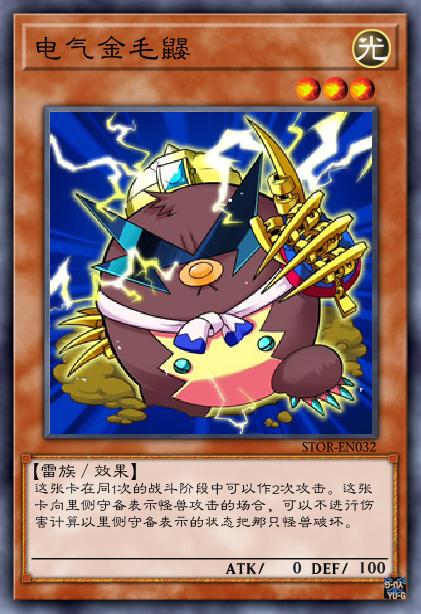 电气金毛鼹
光
STOR-EN032
【雷族／效果】
这张卡在同1次的战斗阶段中可以作2次攻击。这张
卡向里侧守备表示怪兽攻击的场合，可以不进行伤
害计算以里侧守备表示的状态把那只怪兽破坏。
ATK/ 0 DEF/ 100
YU-G